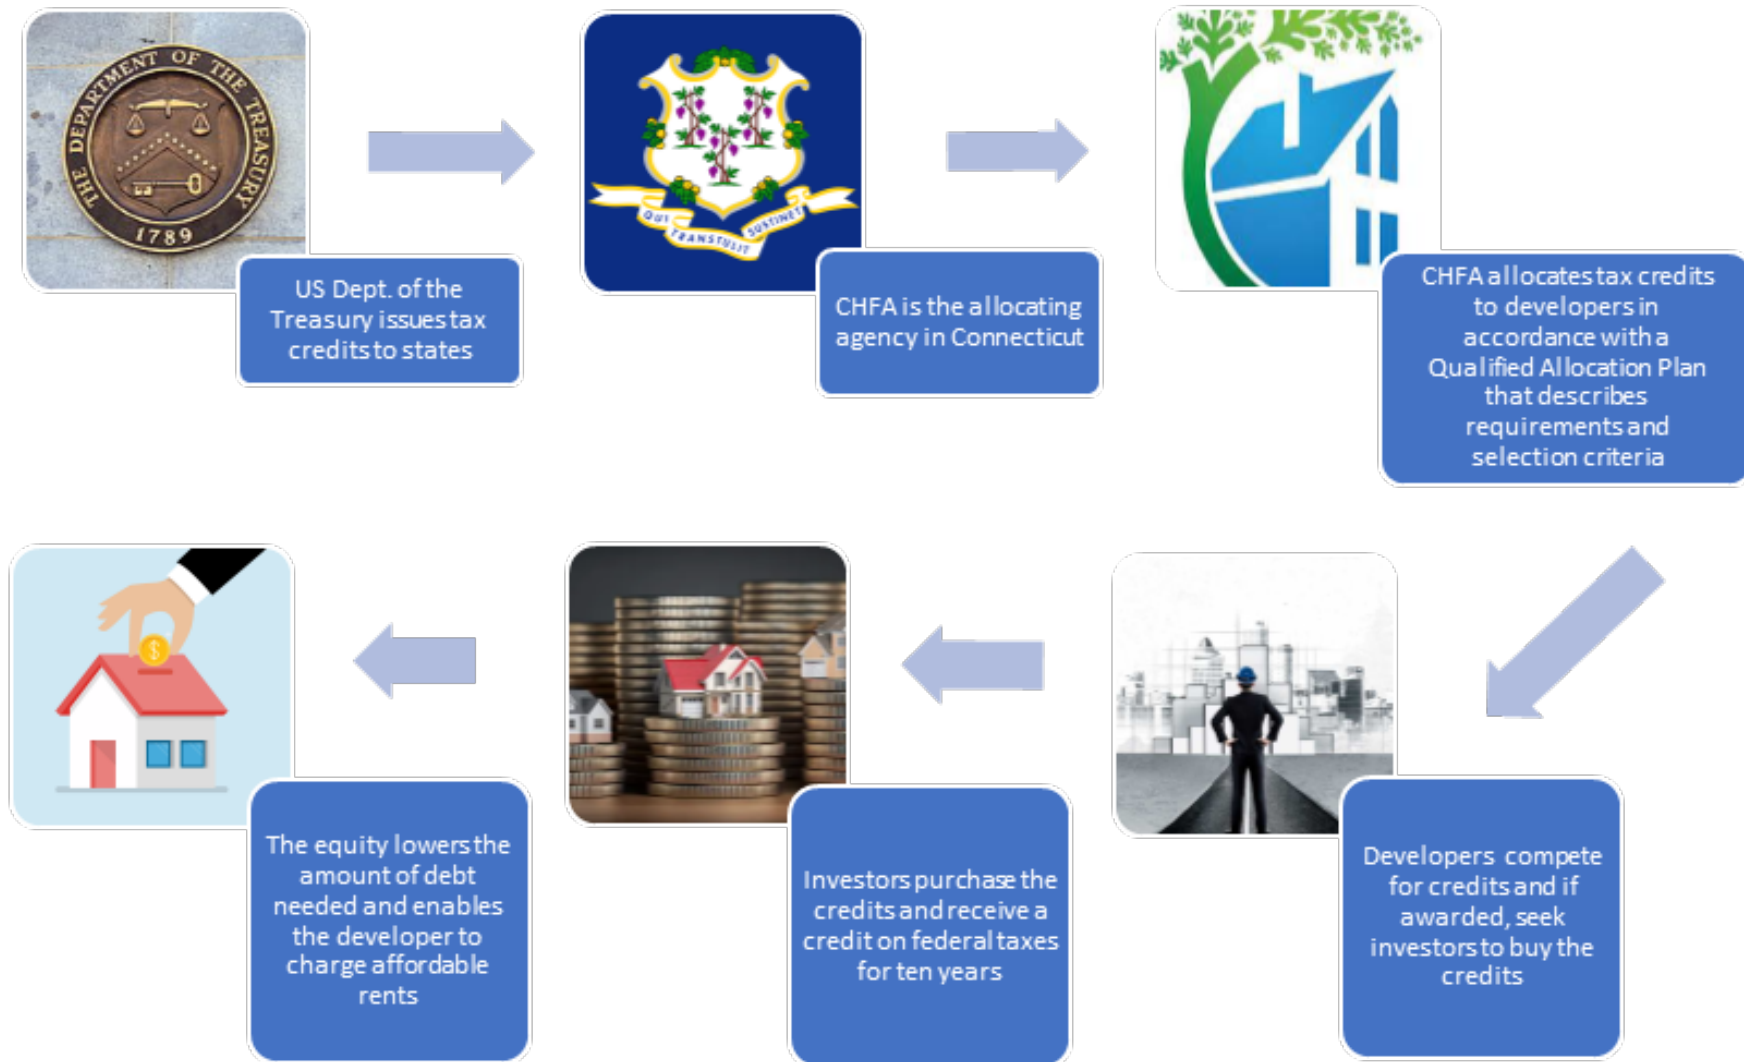 THE DEPARTMENT OF THE TREASURY
1789
US Dept. of the
Treasury issues tax
credits to states
QUI
TRANSTULIT
SUSTINET
CHFA is the allocating
agency in Connecticut
CHFA allocates tax credits
to developers in
accordance with a
Qualified Allocation Plan
that describes
requirements and
selection criteria
$
The equity lowers the
amount of debt
needed and enables
the developer to
charge affordable
rents
Investors purchase the
credits and receive a
credit on federal taxes
for ten years
Developers compete
for credits and if
awarded, seek
investors to buy the
credits